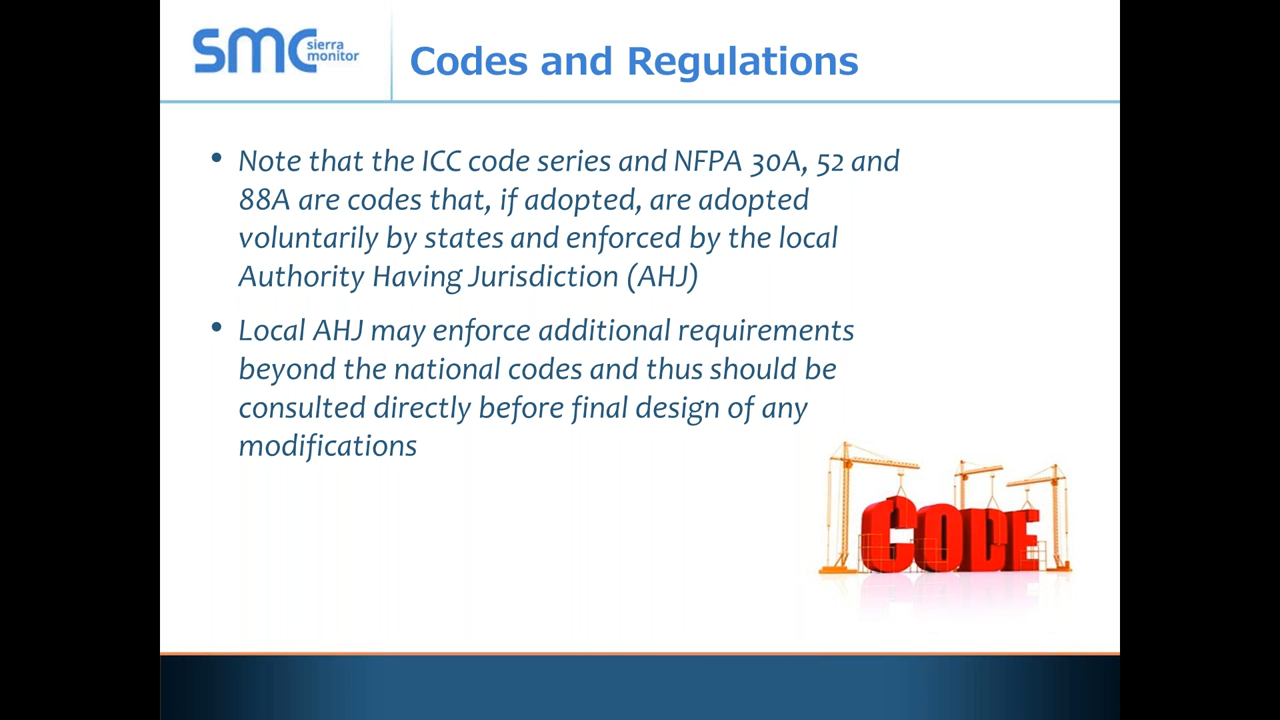 SMC sierra monitor
Codes and Regulations
• Note that the ICC code series and NFPA 30A, 52 and
88A are codes that, if adopted, are adopted
voluntarily by states and enforced by the local
Authority Having Jurisdiction (AHJ)
• Local AHJ may enforce additional requirements
beyond the national codes and thus should be
consulted directly before final design of any
modifications
CODE